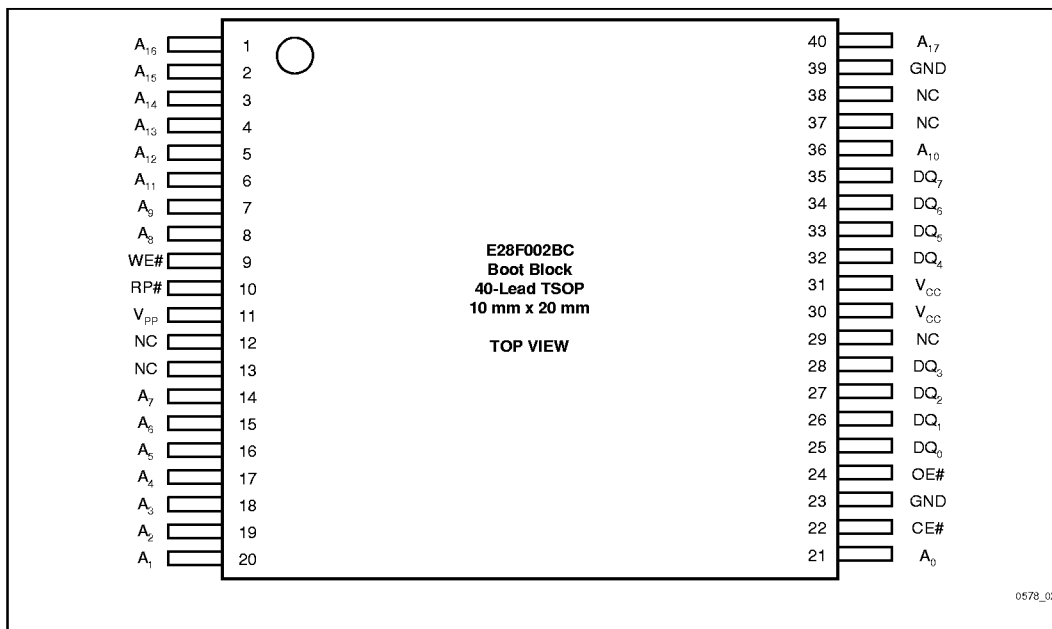 A16 1 40 A17
A15 2 39 GND
A14 3 38 NC
A13 4 37 NC
A12 5 36 A10
A11 6 35 DQ7
A9 7 34 DQ6
A8 8 33 DQ5
WE# 9 32 DQ4
RP# 10 31 VCC
VPP 11 30 VCC
NC 12 29 NC
NC 13 28 DQ3
A7 14 27 DQ2
A6 15 26 DQ1
A5 16 25 DQ0
A4 17 24 OE#
A3 18 23 GND
A2 19 22 CE#
A1 20 21 A0
E28F002BC
Boot Block
40-Lead TSOP
10 mm x 20 mm
TOP VIEW